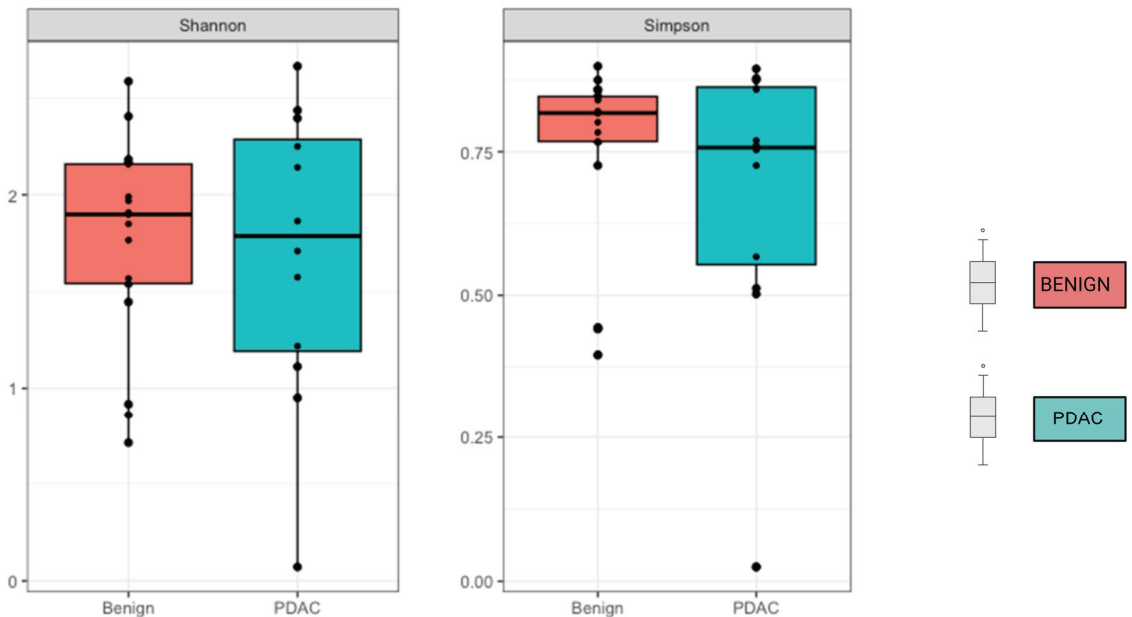 Shannon
2
1
0
Benign PDAC
Simpson
0.75
0.50
0.25
0.00
Benign PDAC
BENIGN
PDAC